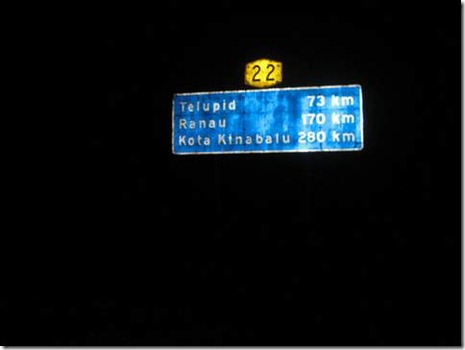 22
Telupid 73 km
Ranau 170 km
Kota Kinabalu 280 km